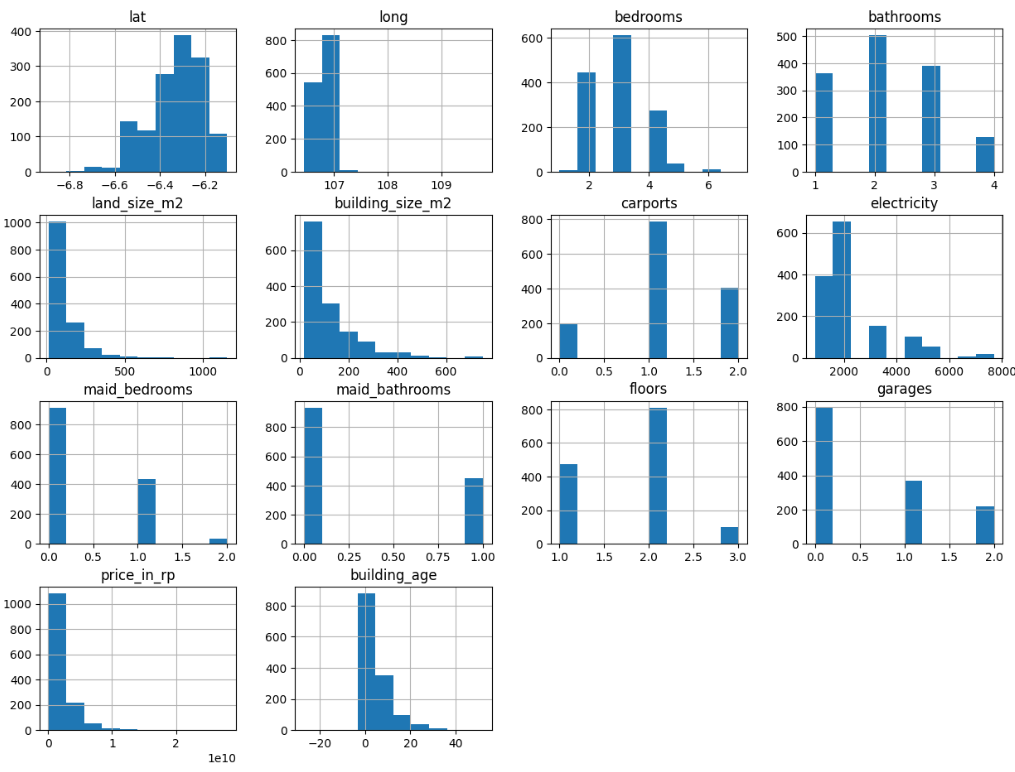 lat long bedrooms bathrooms
400 300 200 100 0
−6.8 −6.6 −6.4 −6.2
800 600 400 200 0
107 108 109
600 400 200 0
2 4 6
500 400 300 200 100 0
1 2 3 4
land_size_m2 building_size_m2 carports electricity
1000 800 600 400 200 0
0 500 1000
600 400 200 0
0 200 400 600
800 600 400 200 0
0.0 0.5 1.0 1.5 2.0
600 400 200 0
2000 4000 6000 8000
maid_bedrooms maid_bathrooms floors garages
800 600 400 200 0
0.0 0.5 1.0 1.5 2.0
800 600 400 200 0
0.00 0.25 0.50 0.75 1.00
800 600 400 200 0
1.0 1.5 2.0 2.5 3.0
800 600 400 200 0
0.0 0.5 1.0 1.5 2.0
price_in_rp building_age
1000 800 600 400 200 0
0 1 2
1e10
800 600 400 200 0
−20 0 20 40